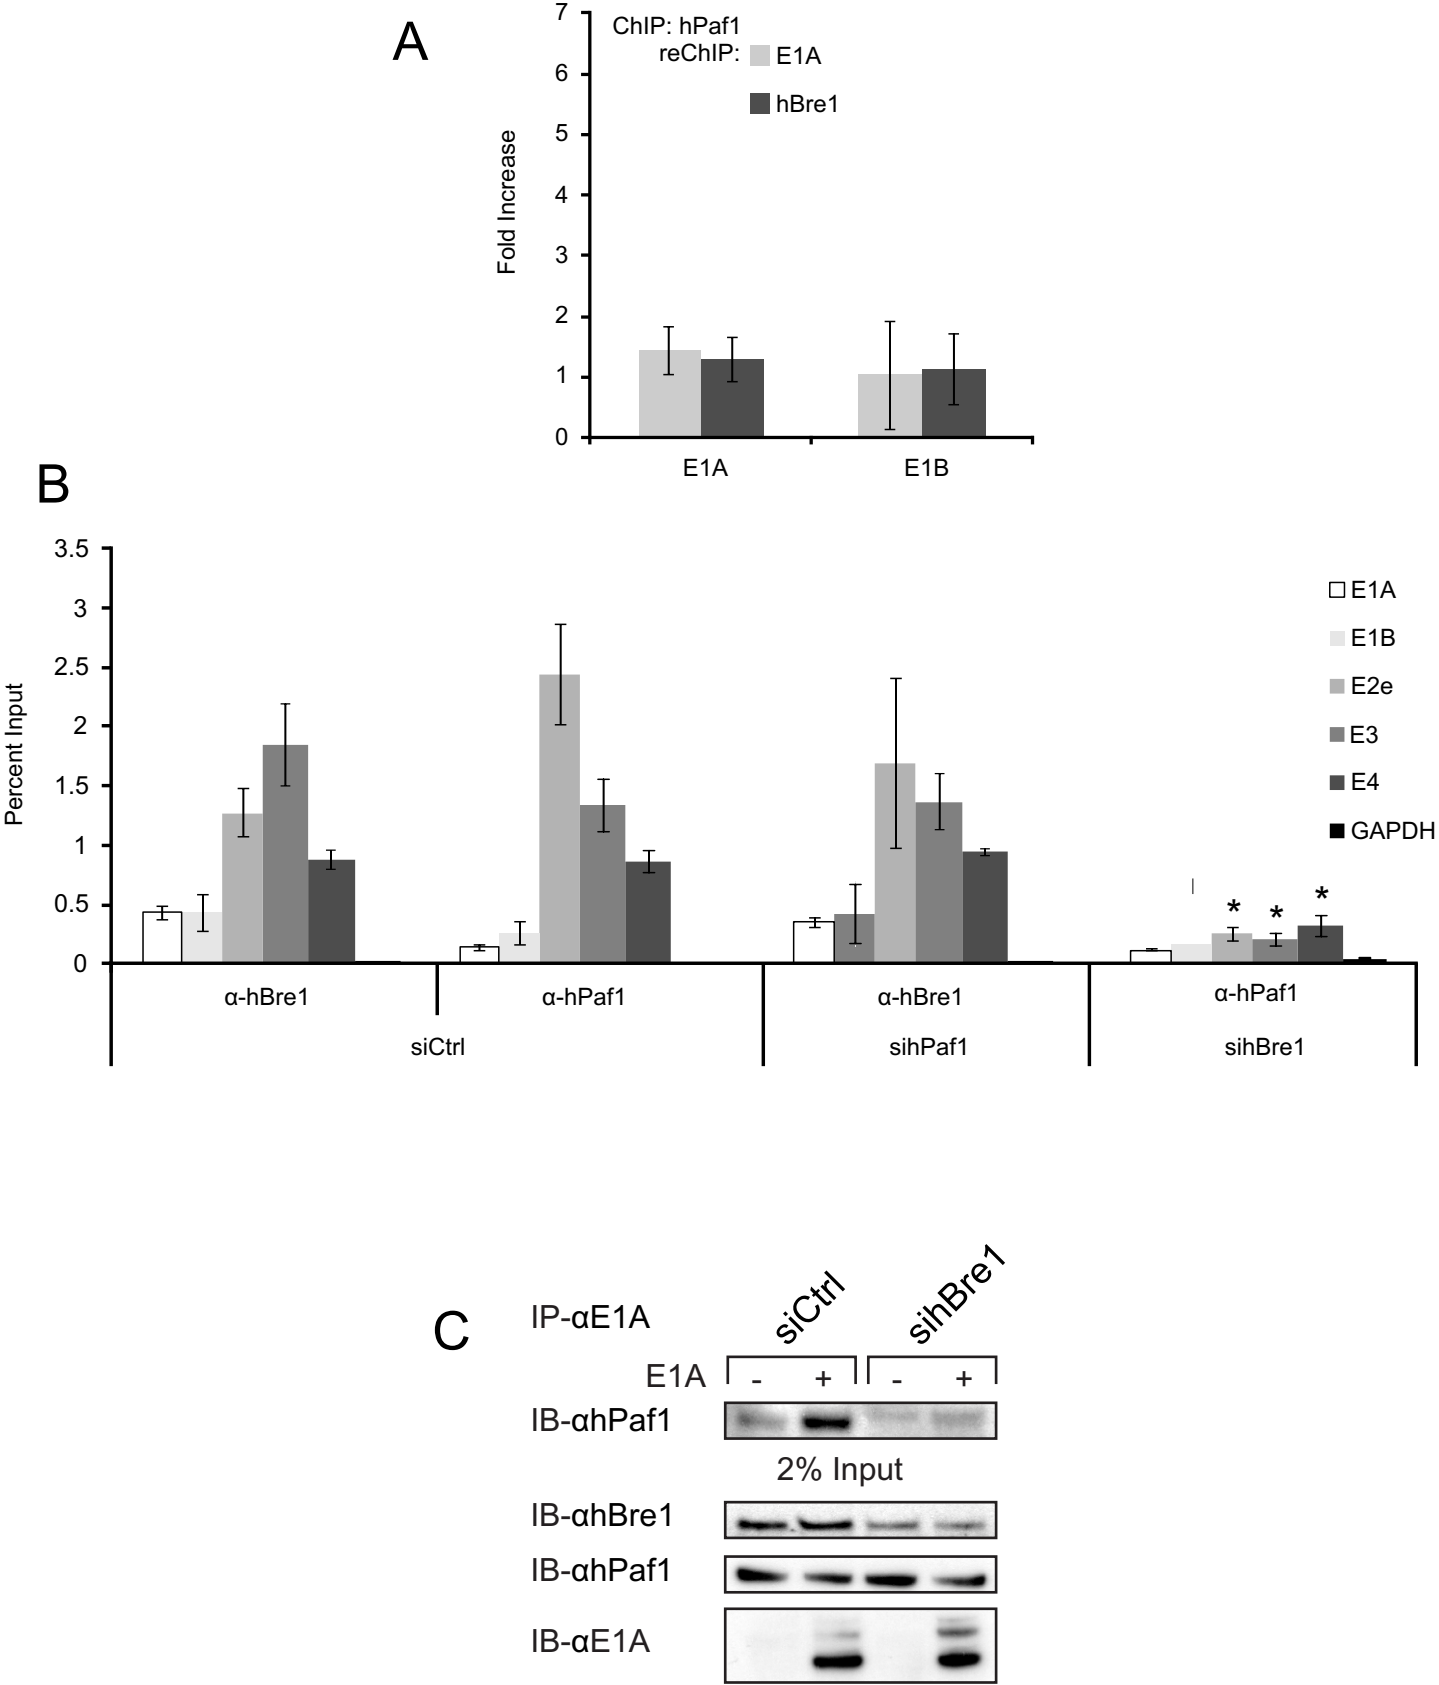 A
ChIP: hPaf1
reChIP:
E1A
hBre1
Fold Increase
7
6
5
4
3
2
1
0
E1A
E1B
B
Percent Input
3.5
3
2.5
2
1.5
1
0.5
0
E1A
E1B
E2e
E3
E4
GAPDH
* * *
α-hBre1
α-hPaf1
α-hBre1
α-hPaf1
siCtrl
sihPaf1
sihBre1
C
IP-αE1A
siCtrl
sihBre1
E1A - + - +
IB-αhPaf1
2% Input
IB-αhBre1
IB-αhPaf1
IB-αE1A